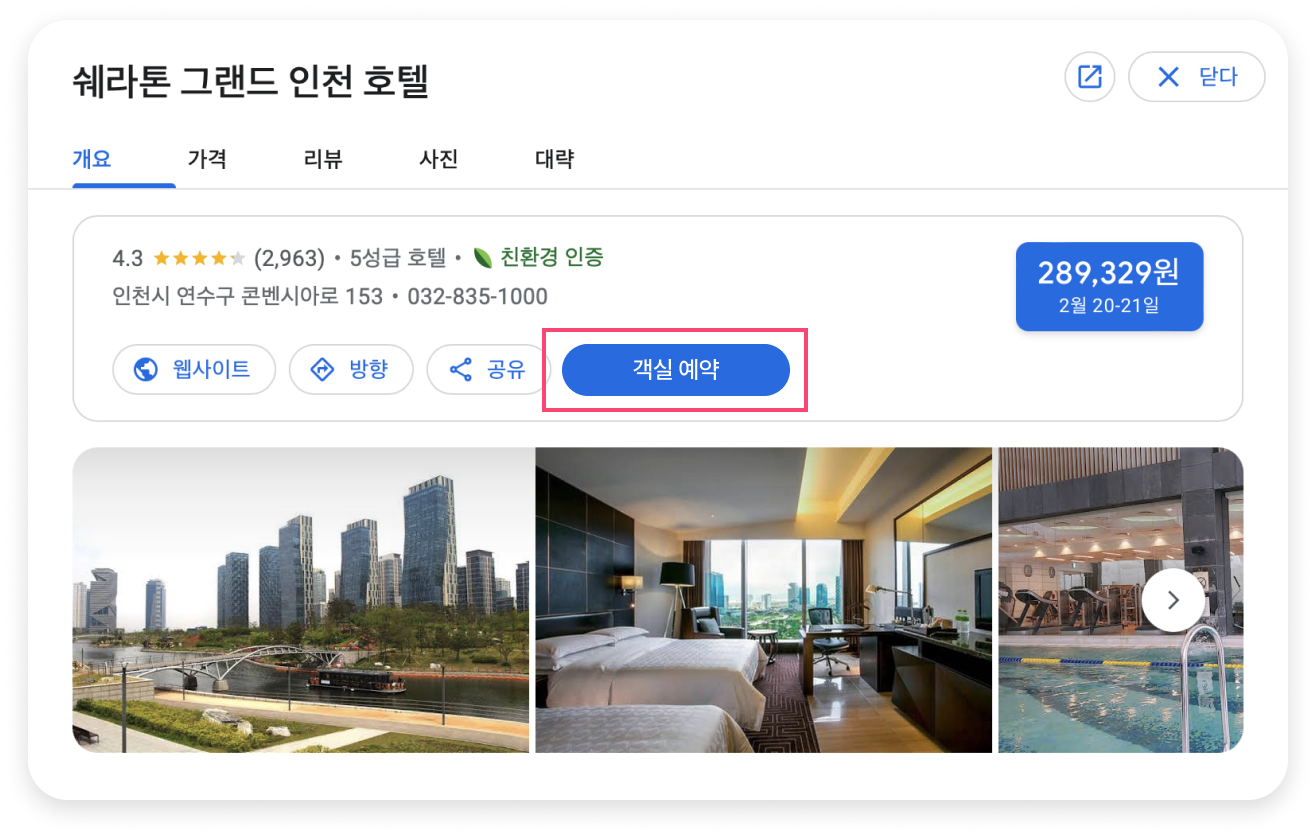 쉐라톤 그랜드 인천 호텔
닫다
개요 가격 리뷰 사진 대략
4.3 (2,963) • 5성급 호텔 • 친환경 인증
인천시 연수구 콘벤시아로 153 • 032-835-1000
289,329원
2월 20-21일
웹사이트 방향 공유 객실 예약